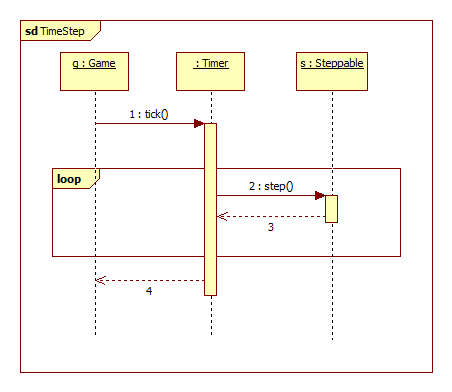 sd TimeStep
g : Game
: Timer
s : Steppable
1 : tick()
loop
2 : step()
3
4